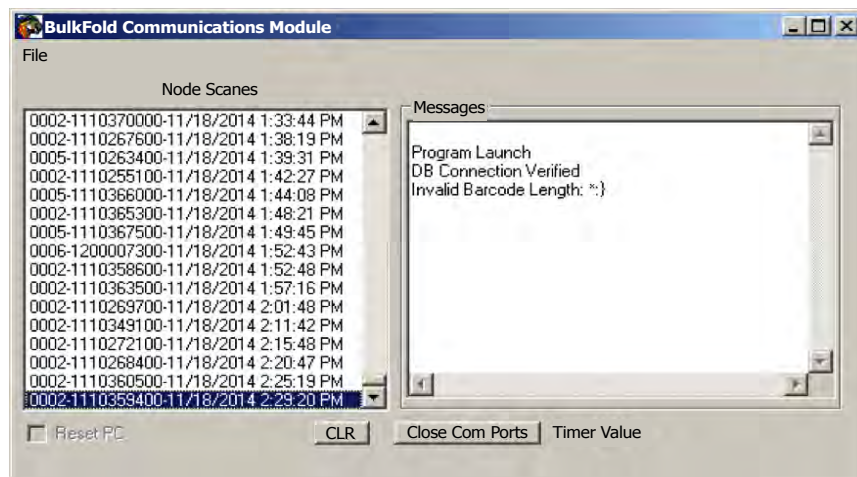 BulkFold Communications Module
File
Node Scanes
0002-1110370000-11/18/2014 1:33:44 PM
0002-1110267600-11/18/2014 1:38:19 PM
0005-1110263400-11/18/2014 1:39:31 PM
0002-1110255100-11/18/2014 1:42:27 PM
0005-1110366000-11/18/2014 1:44:08 PM
0002-1110365300-11/18/2014 1:48:21 PM
0005-1110367500-11/18/2014 1:49:45 PM
0006-1200007300-11/18/2014 1:52:43 PM
0002-1110358600-11/18/2014 1:52:48 PM
0002-1110363500-11/18/2014 1:57:16 PM
0002-1110269700-11/18/2014 2:01:48 PM
0002-1110349100-11/18/2014 2:11:42 PM
0002-1110272100-11/18/2014 2:15:48 PM
0002-1110268400-11/18/2014 2:20:47 PM
0002-1110360500-11/18/2014 2:25:19 PM
0002-1110359400-11/18/2014 2:29:20 PM
Messages
Program Launch
DB Connection Verified
Invalid Barcode Length: *:}
Reset PC
CLR
Close Com Ports
Timer Value